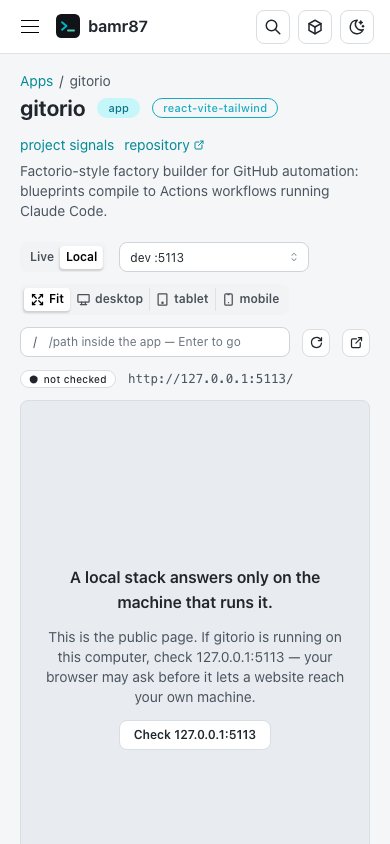 bamr87
Apps / gitorio
gitorio app react-vite-tailwind
project signals repository
Factorio-style factory builder for GitHub automation:
blueprints compile to Actions workflows running
Claude Code.
Live Local dev :5113
Fit desktop tablet mobile
/ /path inside the app — Enter to go
not checked http://127.0.0.1:5113/
A local stack answers only on the
machine that runs it.
This is the public page. If gitorio is running on
this computer, check 127.0.0.1:5113 — your
browser may ask before it lets a website reach
your own machine.
Check 127.0.0.1:5113